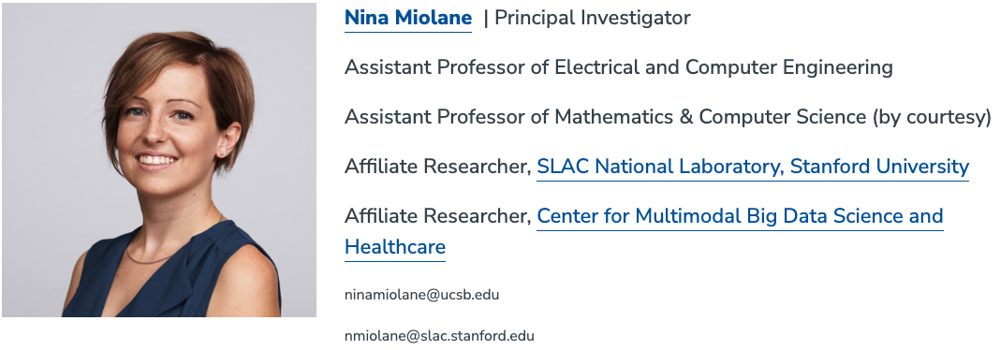 Nina Miolane | Principal Investigator
Assistant Professor of Electrical and Computer Engineering
Assistant Professor of Mathematics & Computer Science (by courtesy)
Affiliate Researcher, SLAC National Laboratory, Stanford University
Affiliate Researcher, Center for Multimodal Big Data Science and
Healthcare
ninamiolane@ucsb.edu
nmiolane@slac.stanford.edu